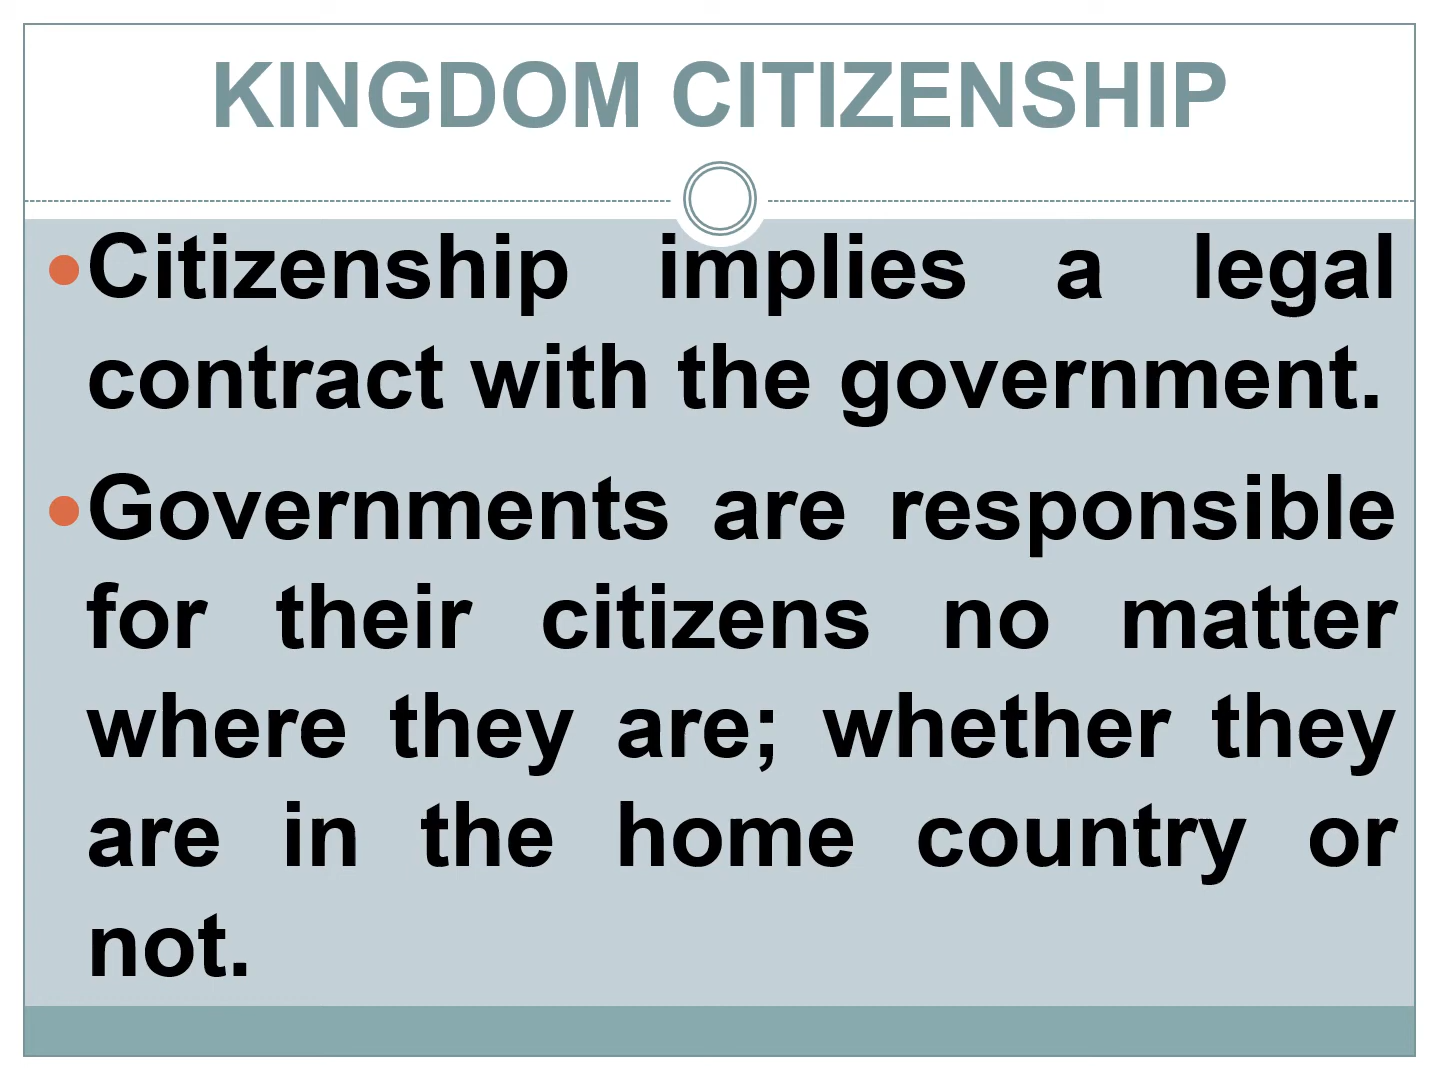 KINGDOM CITIZENSHIP
•Citizenship implies a legal
contract with the government.
•Governments are responsible
for their citizens no matter
where they are; whether they
are in the home country or
not.